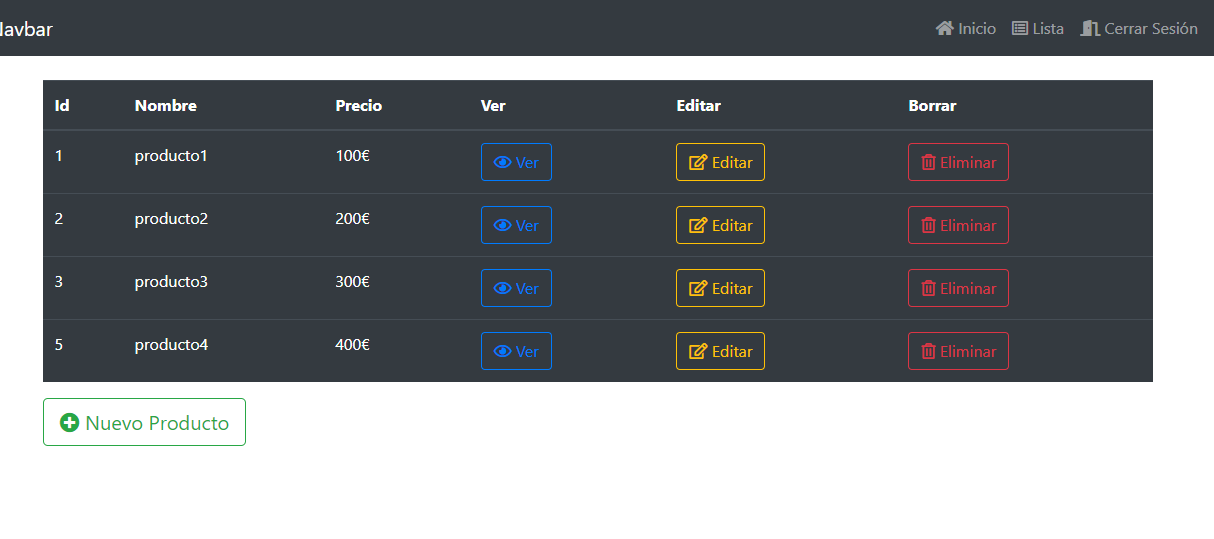 Navbar Inicio Lista Cerrar Sesión
Id Nombre Precio Ver Editar Borrar
1 producto1 100€ Ver Editar Eliminar
2 producto2 200€ Ver Editar Eliminar
3 producto3 300€ Ver Editar Eliminar
5 producto4 400€ Ver Editar Eliminar
Nuevo Producto